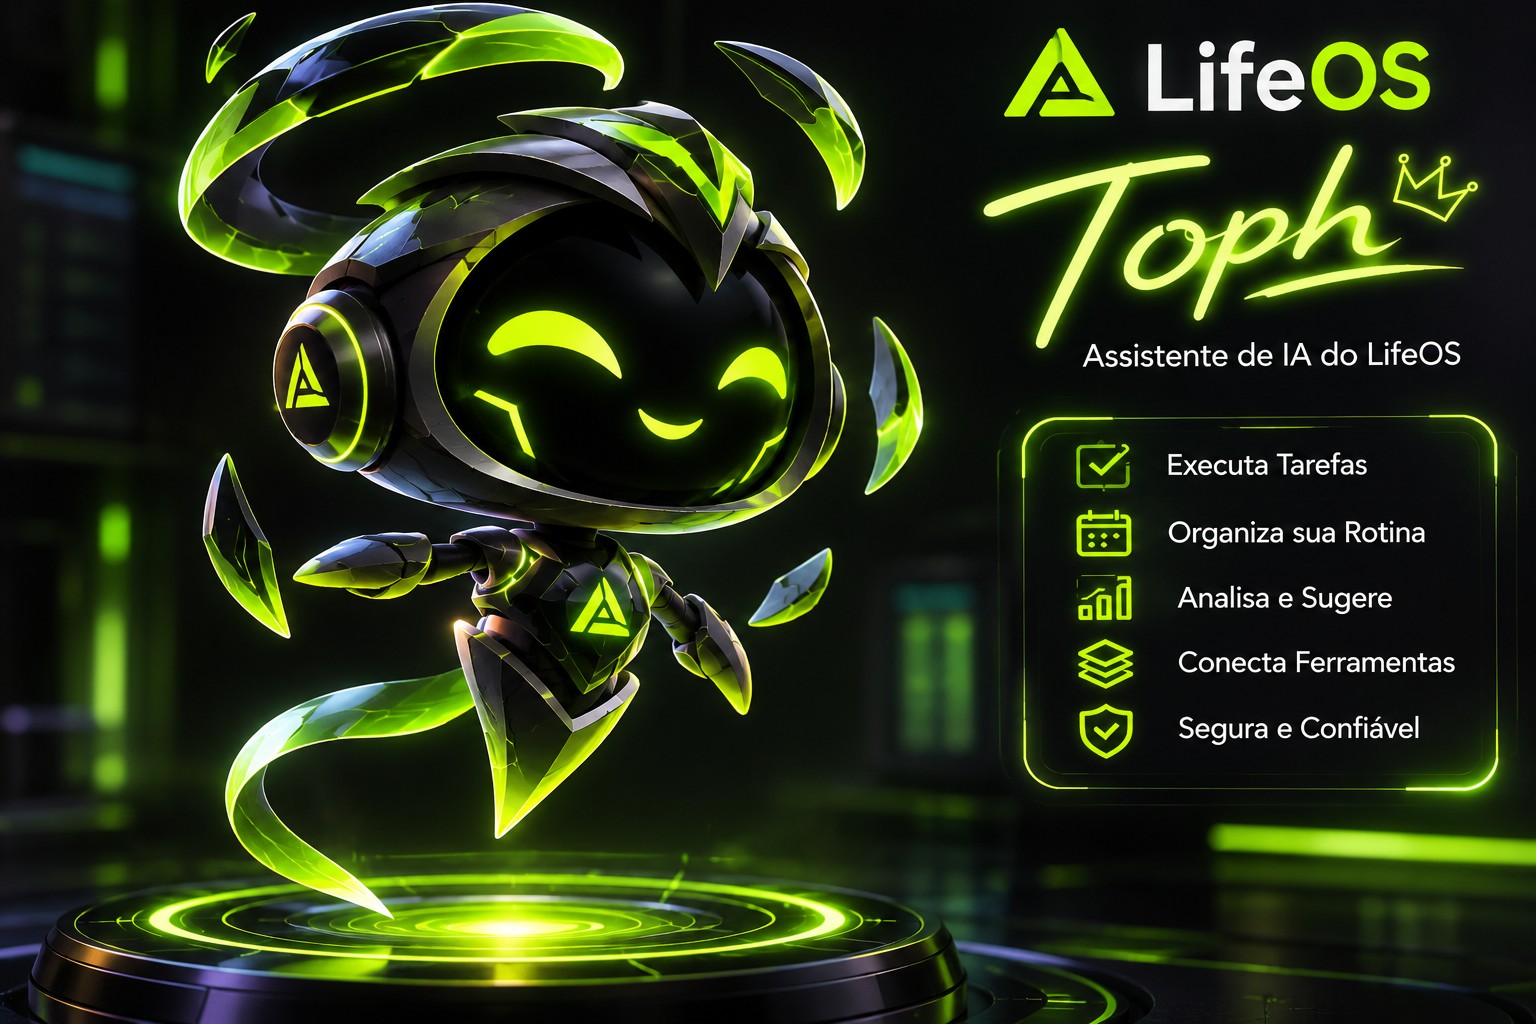 LifeOS
Toph
Assistente de IA do LifeOS
Executa Tarefas
Organiza sua Rotina
Analisa e Sugere
Conecta Ferramentas
Segura e Confiável